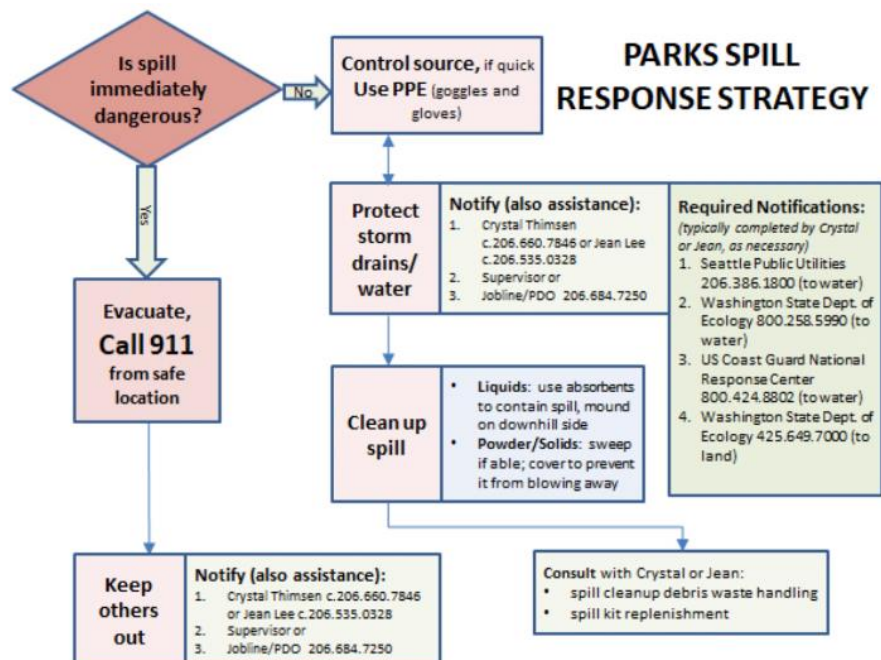 PARKS SPILL
RESPONSE STRATEGY
Is spill
immediately
dangerous?
No
Yes
Control source, if quick
Use PPE (goggles and
gloves)
Protect
storm
drains/
water
Notify (also assistance):
1. Crystal Thimsen
c.206.660.7846 or Jean Lee
c.206.535.0328
2. Supervisor or
3. Jobline/PDO 206.684.7250
Required Notifications:
(typically completed by Crystal
or Jean, as necessary)
1. Seattle Public Utilities
206.386.1800 (to water)
2. Washington State Dept. of
Ecology 800.258.5990 (to
water)
3. US Coast Guard National
Response Center
800.424.8802 (to water)
4. Washington State Dept. of
Ecology 425.649.7000 (to
land)
Evacuate,
Call 911
from safe
location
Clean up
spill
• Liquids: use absorbents
to contain spill, mound
on downhill side
• Powder/Solids: sweep
if able; cover to prevent
it from blowing away
Keep
others
out
Notify (also assistance):
1. Crystal Thimsen c.206.660.7846
or Jean Lee c.206.535.0328
2. Supervisor or
3. Jobline/PDO 206.684.7250
Consult with Crystal or Jean:
• spill cleanup debris waste handling
• spill kit replenishment